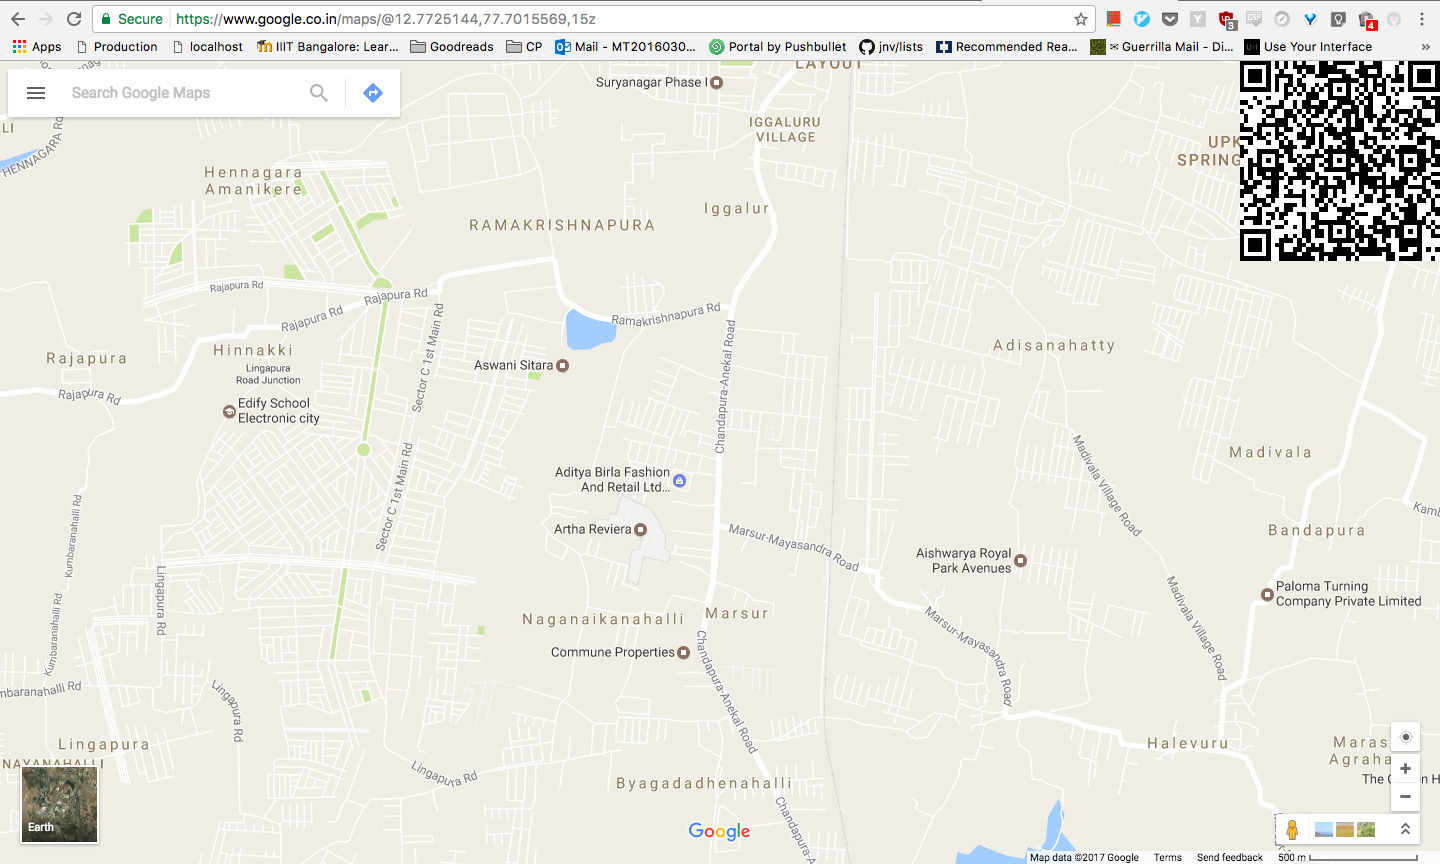 Secure https://www.google.co.in/maps/@12.7725144,77.7015569,15z
3
4
Apps Production localhost IIIT Bangalore: Lear... Goodreads CP Mail - MT2016030... Portal by Pushbullet jnv/lists Recommended Rea... Guerrilla Mail - Di... Use Your Interface »
Search Google Maps
LAYOUT
Suryanagar Phase I
IGGALURU
VILLAGE
LI
HENNAGARA Rd
UPK
SPRING
Hennagara
Amanikere
Iggalur
RAMAKRISHNAPURA
Rajapura Rd
Rajapura Rd
Rajapura Rd
Ramakrishnapura Rd
Sector C 1st Main Rd
Chandapura-Anekal Road
Adisanahatty
Rajapura
Hinnakki
Lingapura
Road Junction
Aswani Sitara
Rajapura Rd
Edify School
Electronic city
Madivala
Aditya Birla Fashion
And Retail Ltd...
Madivala Village Road
Sector C 1st Main Rd
Kumbaranahalli Rd
Kamb
Bandapura
Artha Reviera
Marsur-Mayasandra Road
Aishwarya Royal
Park Avenues
Paloma Turning
Company Private Limited
Lingapura Rd
Kumbaranahalli Rd
Madivala Village Road
Naganaikanahalli
Marsur
Marsur-Mayasandra Road
Commune Properties
Chandapura-Anekal Road
mbaranahalli Rd
Lingapura Rd
Lingapura
NAYANAHALLI
Halevuru
Maras
Agraha
Lingapura Rd
Byagadadhenahalli
Chandapura-A
Earth
Google
Map data ©2017 Google Terms Send feedback 500 m